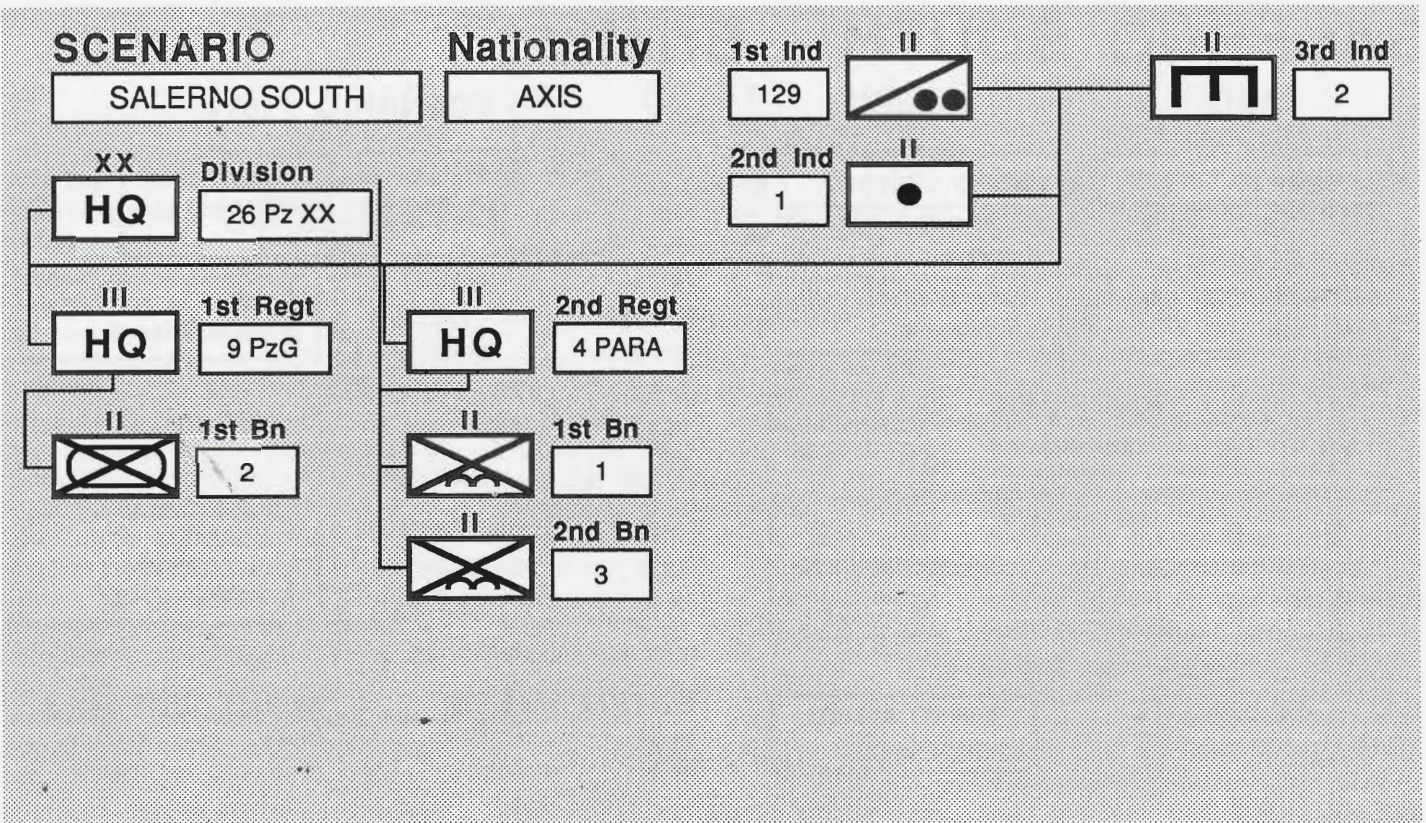 SCENARIO Nationality 1st Ind II II 3rd Ind
SALERNO SOUTH AXIS 129 2
XX Division 2nd Ind II
HQ 26 Pz XX 1
III 1st Regt III 2nd Regt
HQ 9 PzG HQ 4 PARA
II 1st Bn II 1st Bn
2 1
II 2nd Bn
3